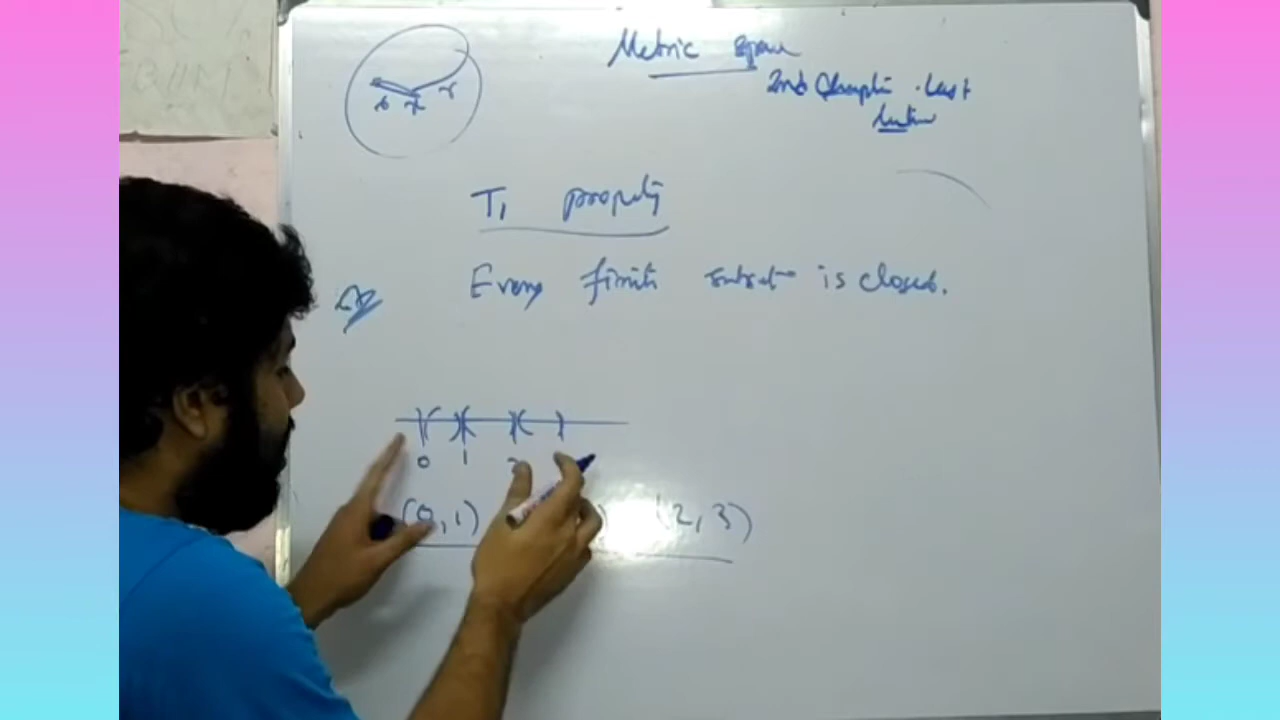 Metric space
2nd Chapter Last
T1 property
Every finite subset is closed.
0 1 2
(0,1) ) (2,3)